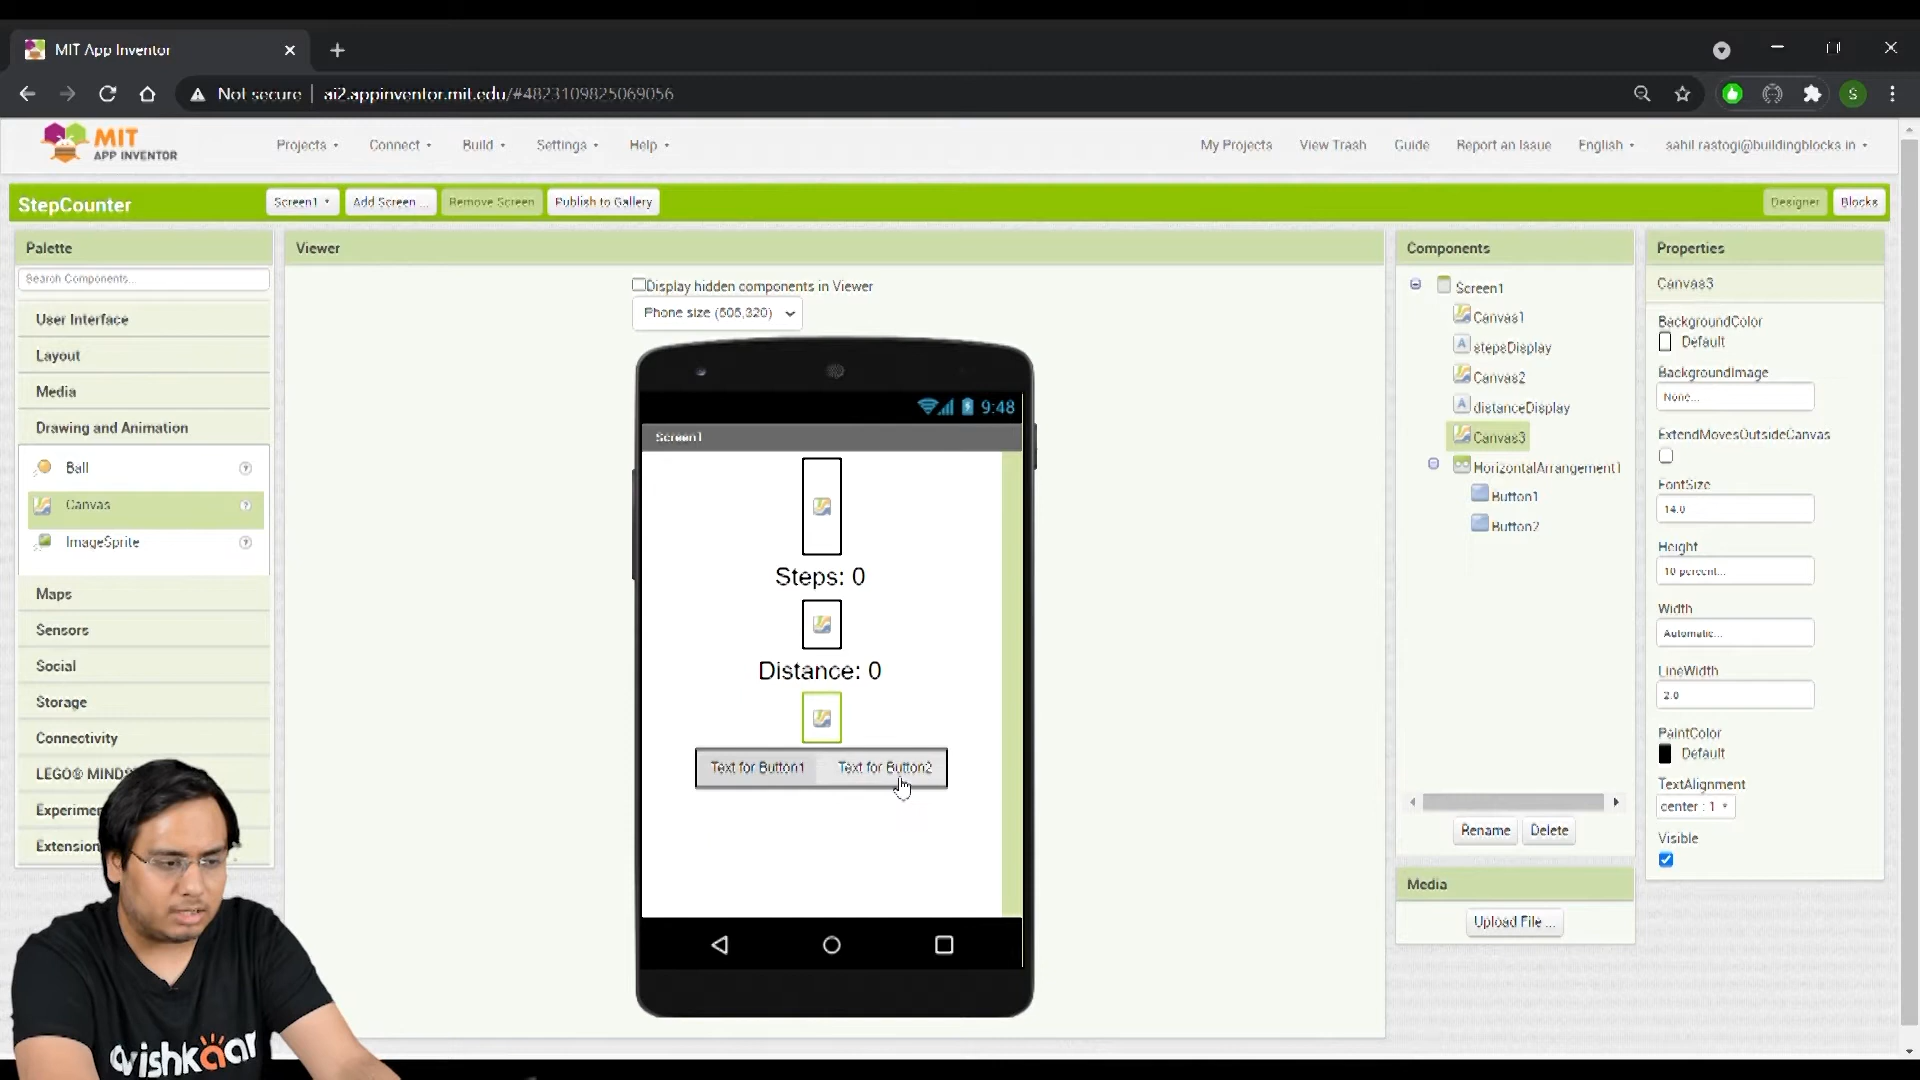 MIT App Inventor
Not secure
ai2.appinventor.mit.edu/#4823109825069056
S
MIT
APP INVENTOR
Projects
Connect
Build
Settings
Help
My Projects
View Trash
Guide
Report an Issue
English
sahil rastogi@buildingblocks in
StepCounter
Screen1
Add Screen ...
Remove Screen
Publish to Gallery
Designer
Blocks
Palette
Search Components...
User Interface
Layout
Media
Drawing and Animation
Ball
?
Canvas
?
ImageSprite
?
Maps
Sensors
Social
Storage
Connectivity
LEGO® MINDS
Experimen
Extension
Viewer
Display hidden components in Viewer
Phone size (505,320)
9:48
Screen1
Steps: 0
Distance: 0
Text for Button1
Text for Button2
Components
Screen1
Canvas1
A stepsDisplay
Canvas2
A distanceDisplay
Canvas3
HorizontalArrangement1
Button1
Button2
Rename
Delete
Media
Upload File ...
Properties
Canvas3
BackgroundColor
Default
BackgroundImage
None...
ExtendMovesOutsideCanvas
FontSize
14.0
Height
10 percent...
Width
Automatic...
LineWidth
2.0
PaintColor
Default
TextAlignment
center : 1
Visible
avishkaar